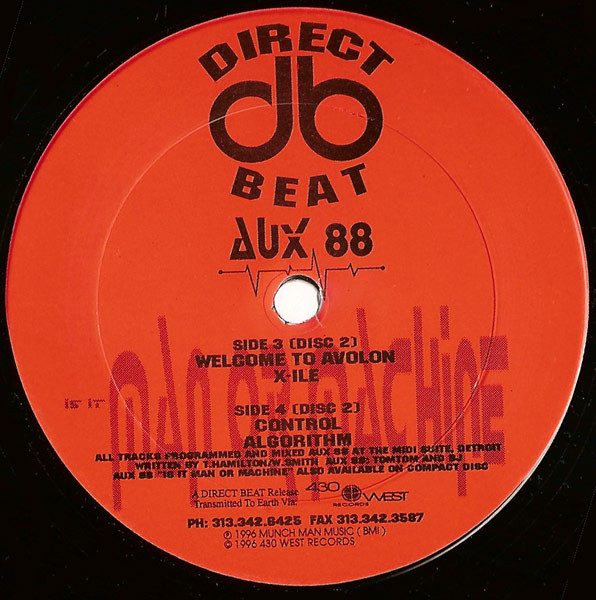 DIRECT
db
BEAT
AUX 88
SIDE 3 (DISC 2)
WELCOME TO AVOLON
X-ILE
IS IT MAN OR MACHINE
SIDE 4 (DISC 2)
CONTROL
ALGORITHM
ALL TRACKS PROGRAMMED AND MIXED AUX 88 AT THE MIDI SUITE, DETROIT
WRITTEN BY T.HAMILTON/W.SMITH AUX 88: TOMTOM AND BJ
AUX 88 "IS IT MAN OR MACHINE" ALSO AVAILABLE ON COMPACT DISC
A DIRECT BEAT Release
Transmitted To Earth Via:
430 WEST
RECORDS
PH: 313.342.6425 FAX 313.342.3587
℗ 1996 MUNCH MAN MUSIC ( BMI )
© 1996 430 WEST RECORDS